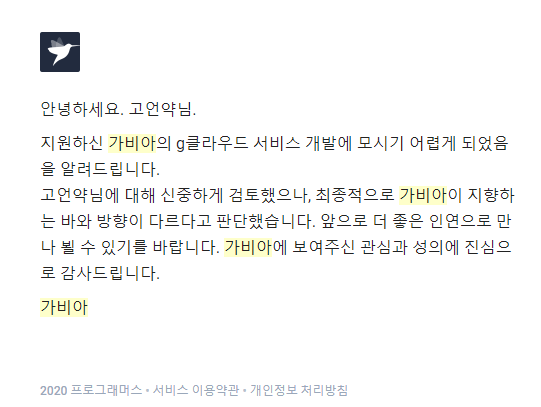 안녕하세요. 고언약님.
지원하신 가비아의 g클라우드 서비스 개발에 모시기 어렵게 되었음
을 알려드립니다.
고언약님에 대해 신중하게 검토했으나, 최종적으로 가비아이 지향하
는 바와 방향이 다르다고 판단했습니다. 앞으로 더 좋은 인연으로 만
나 뵐 수 있기를 바랍니다. 가비아에 보여주신 관심과 성의에 진심으
로 감사드립니다.
가비아
2020 프로그래머스 • 서비스 이용약관 • 개인정보 처리방침